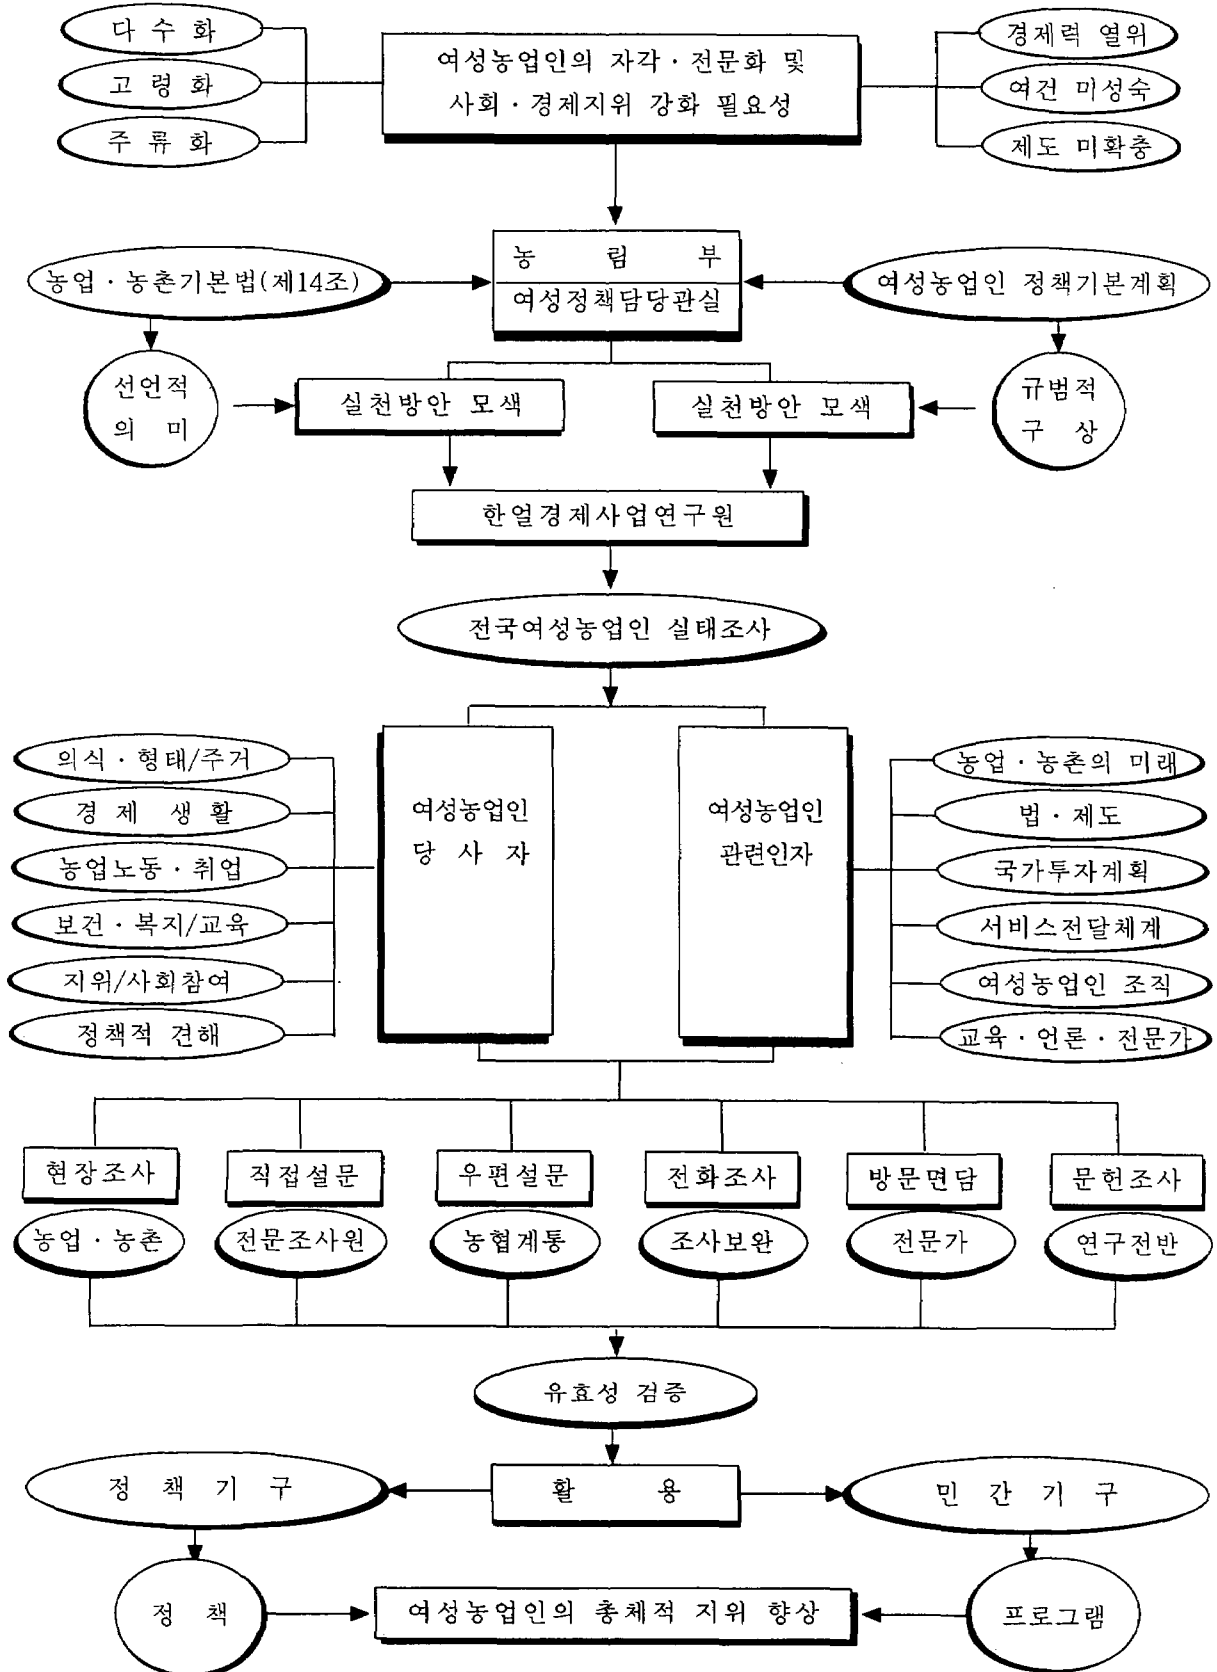 다 수 화
고 령 화
주 류 화
여성농업인의 자각 · 전문화 및
사회 · 경제지위 강화 필요성
경제력 열위
여건 미성숙
제도 미확충
농업 · 농촌기본법(제14조)
농 림 부
여성정책담당관실
여성농업인 정책기본계획
선언적
의 미
실천방안 모색
실천방안 모색
규범적
구 상
한얼경제사업연구원
전국여성농업인 실태조사
의식 · 형태/주거
경 제 생 활
농업노동 · 취업
보건 · 복지/교육
지위/사회참여
정책적 견해
여성농업인
당 사 자
여성농업인
관련인자
농업 · 농촌의 미래
법 · 제도
국가투자계획
서비스전달체계
여성농업인 조직
교육 · 언론 · 전문가
현장조사
직접설문
우편설문
전화조사
방문면담
문헌조사
농업 · 농촌
전문조사원
농협계통
조사보완
전문가
연구전반
유효성 검증
정 책 기 구
활 용
민 간 기 구
정 책
여성농업인의 총체적 지위 향상
프로그램